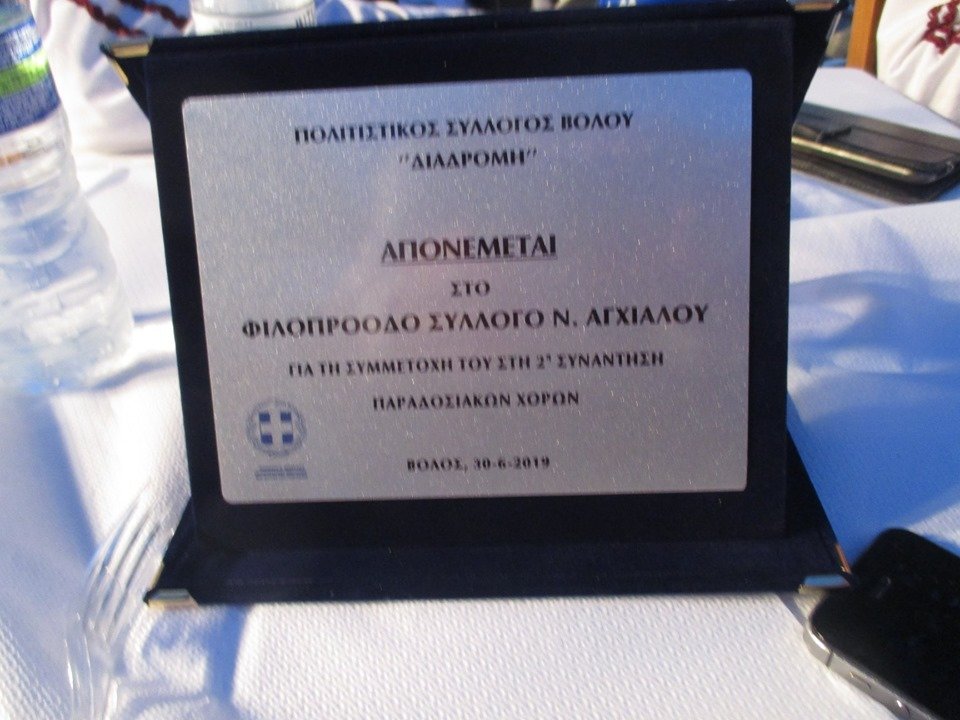 ΠΟΛΙΤΙΣΤΙΚΟΣ ΣΥΛΛΟΓΟΣ ΒΟΛΟΥ
"ΔΙΑΔΡΟΜΗ"
ΑΠΟΝΕΜΕΤΑΙ
ΣΤΟ
ΦΙΛΟΠΡΟΟΔΟ ΣΥΛΛΟΓΟ Ν. ΑΓΧΙΑΛΟΥ
ΓΙΑ ΤΗ ΣΥΜΜΕΤΟΧΗ ΤΟΥ ΣΤΗ 2η ΣΥΝΑΝΤΗΣΗ
ΠΑΡΑΔΟΣΙΑΚΩΝ ΧΟΡΩΝ
ΒΟΛΟΣ, 30-6-2019